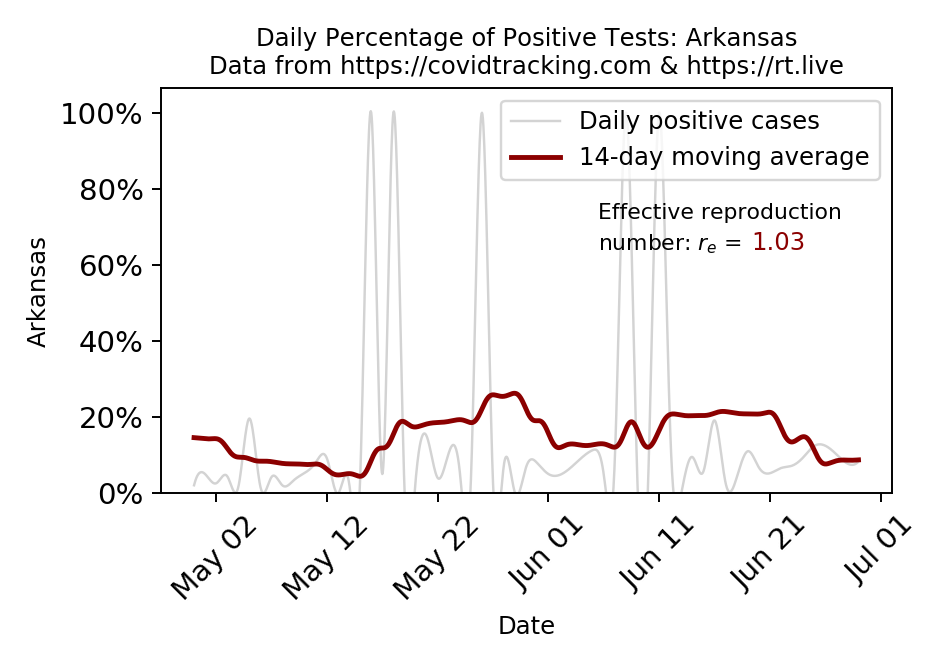 Daily Percentage of Positive Tests: Arkansas
Data from https://covidtracking.com & https://rt.live
100%
80%
60%
40%
20%
0%
Arkansas
Daily positive cases
14-day moving average
Effective reproduction
number: rₑ = 1.03
May 02
May 12
May 22
Jun 01
Jun 11
Jun 21
Jul 01
Date